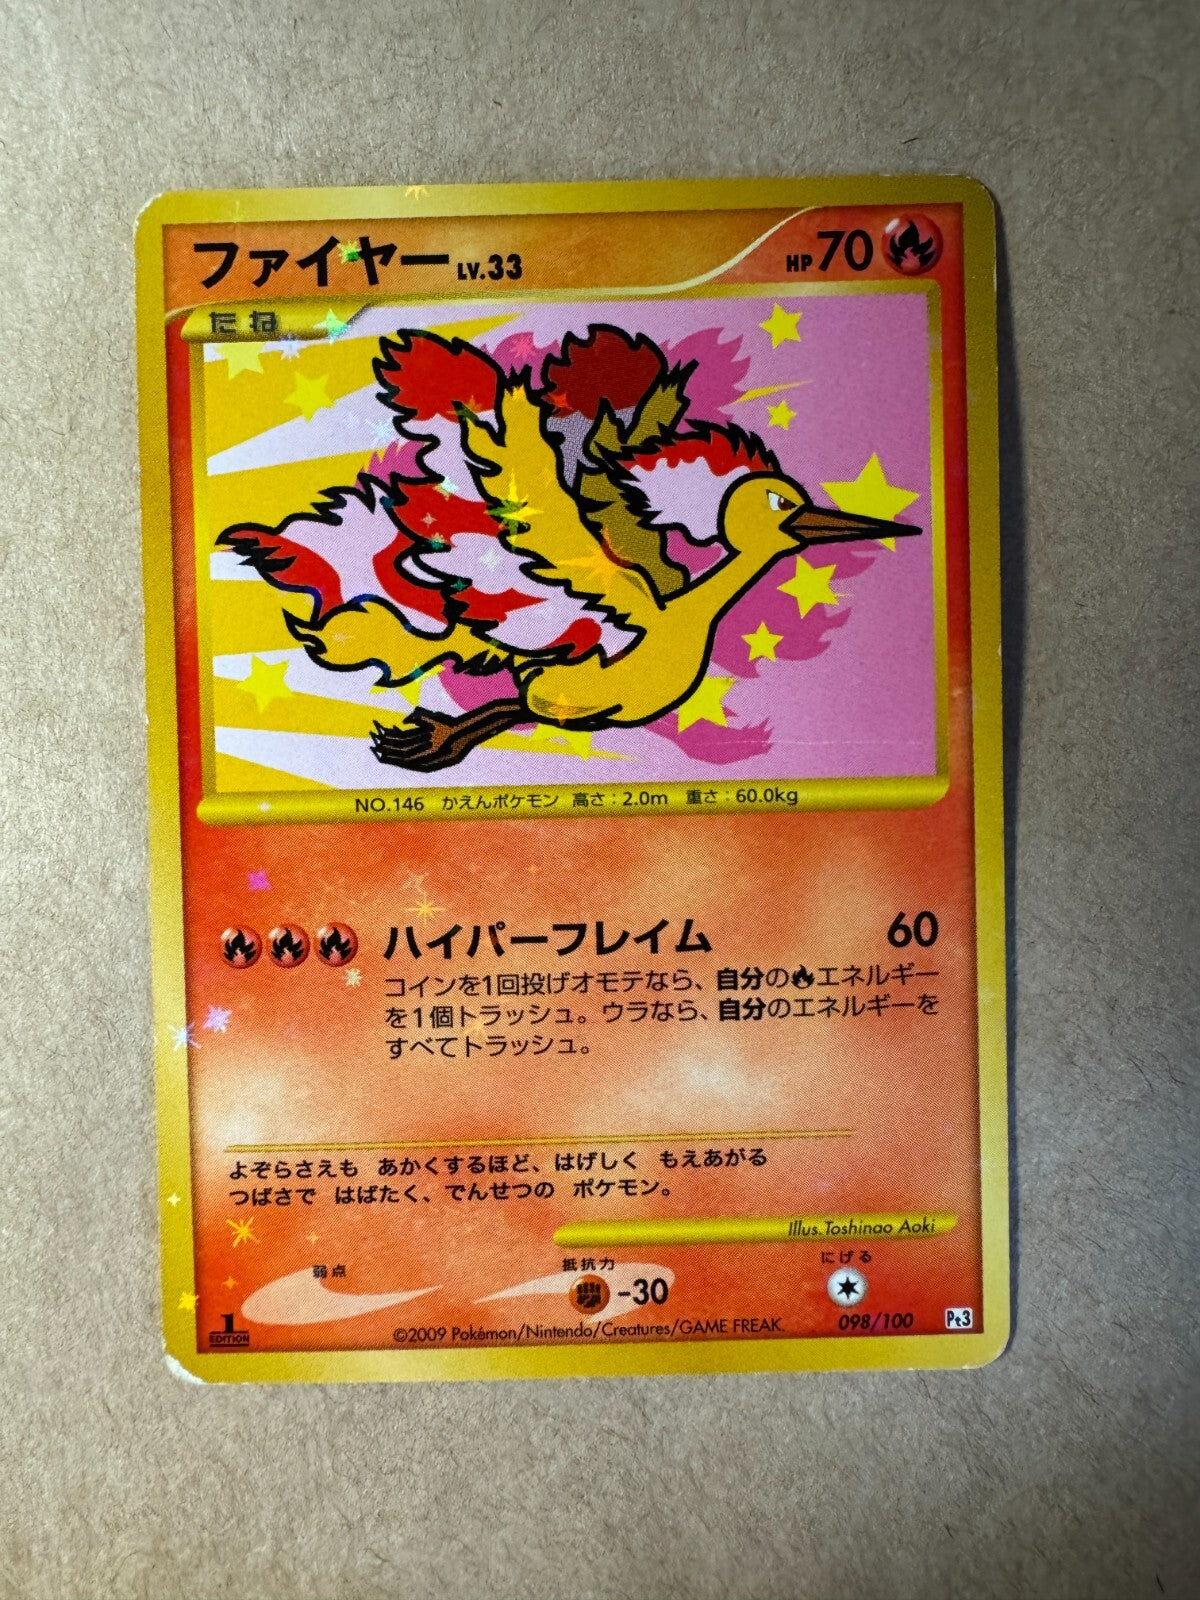 ファイヤー LV.33 HP 70
たね
NO.146 かえんポケモン 高さ：2.0m 重さ：60.0kg
ハイパーフレイム 60
コインを1回投げオモテなら、自分のエネルギー
を1個トラッシュ。ウラなら、自分のエネルギーを
すべてトラッシュ。
よぞらさえも あかくするほど、はげしく もえあがる
つばさで はばたく、でんせつの ポケモン。
Illus. Toshinao Aoki
弱点 抵抗力 -30 にげる
1 EDITION
©2009 Pokémon/Nintendo/Creatures/GAME FREAK.
098/100 Pt3